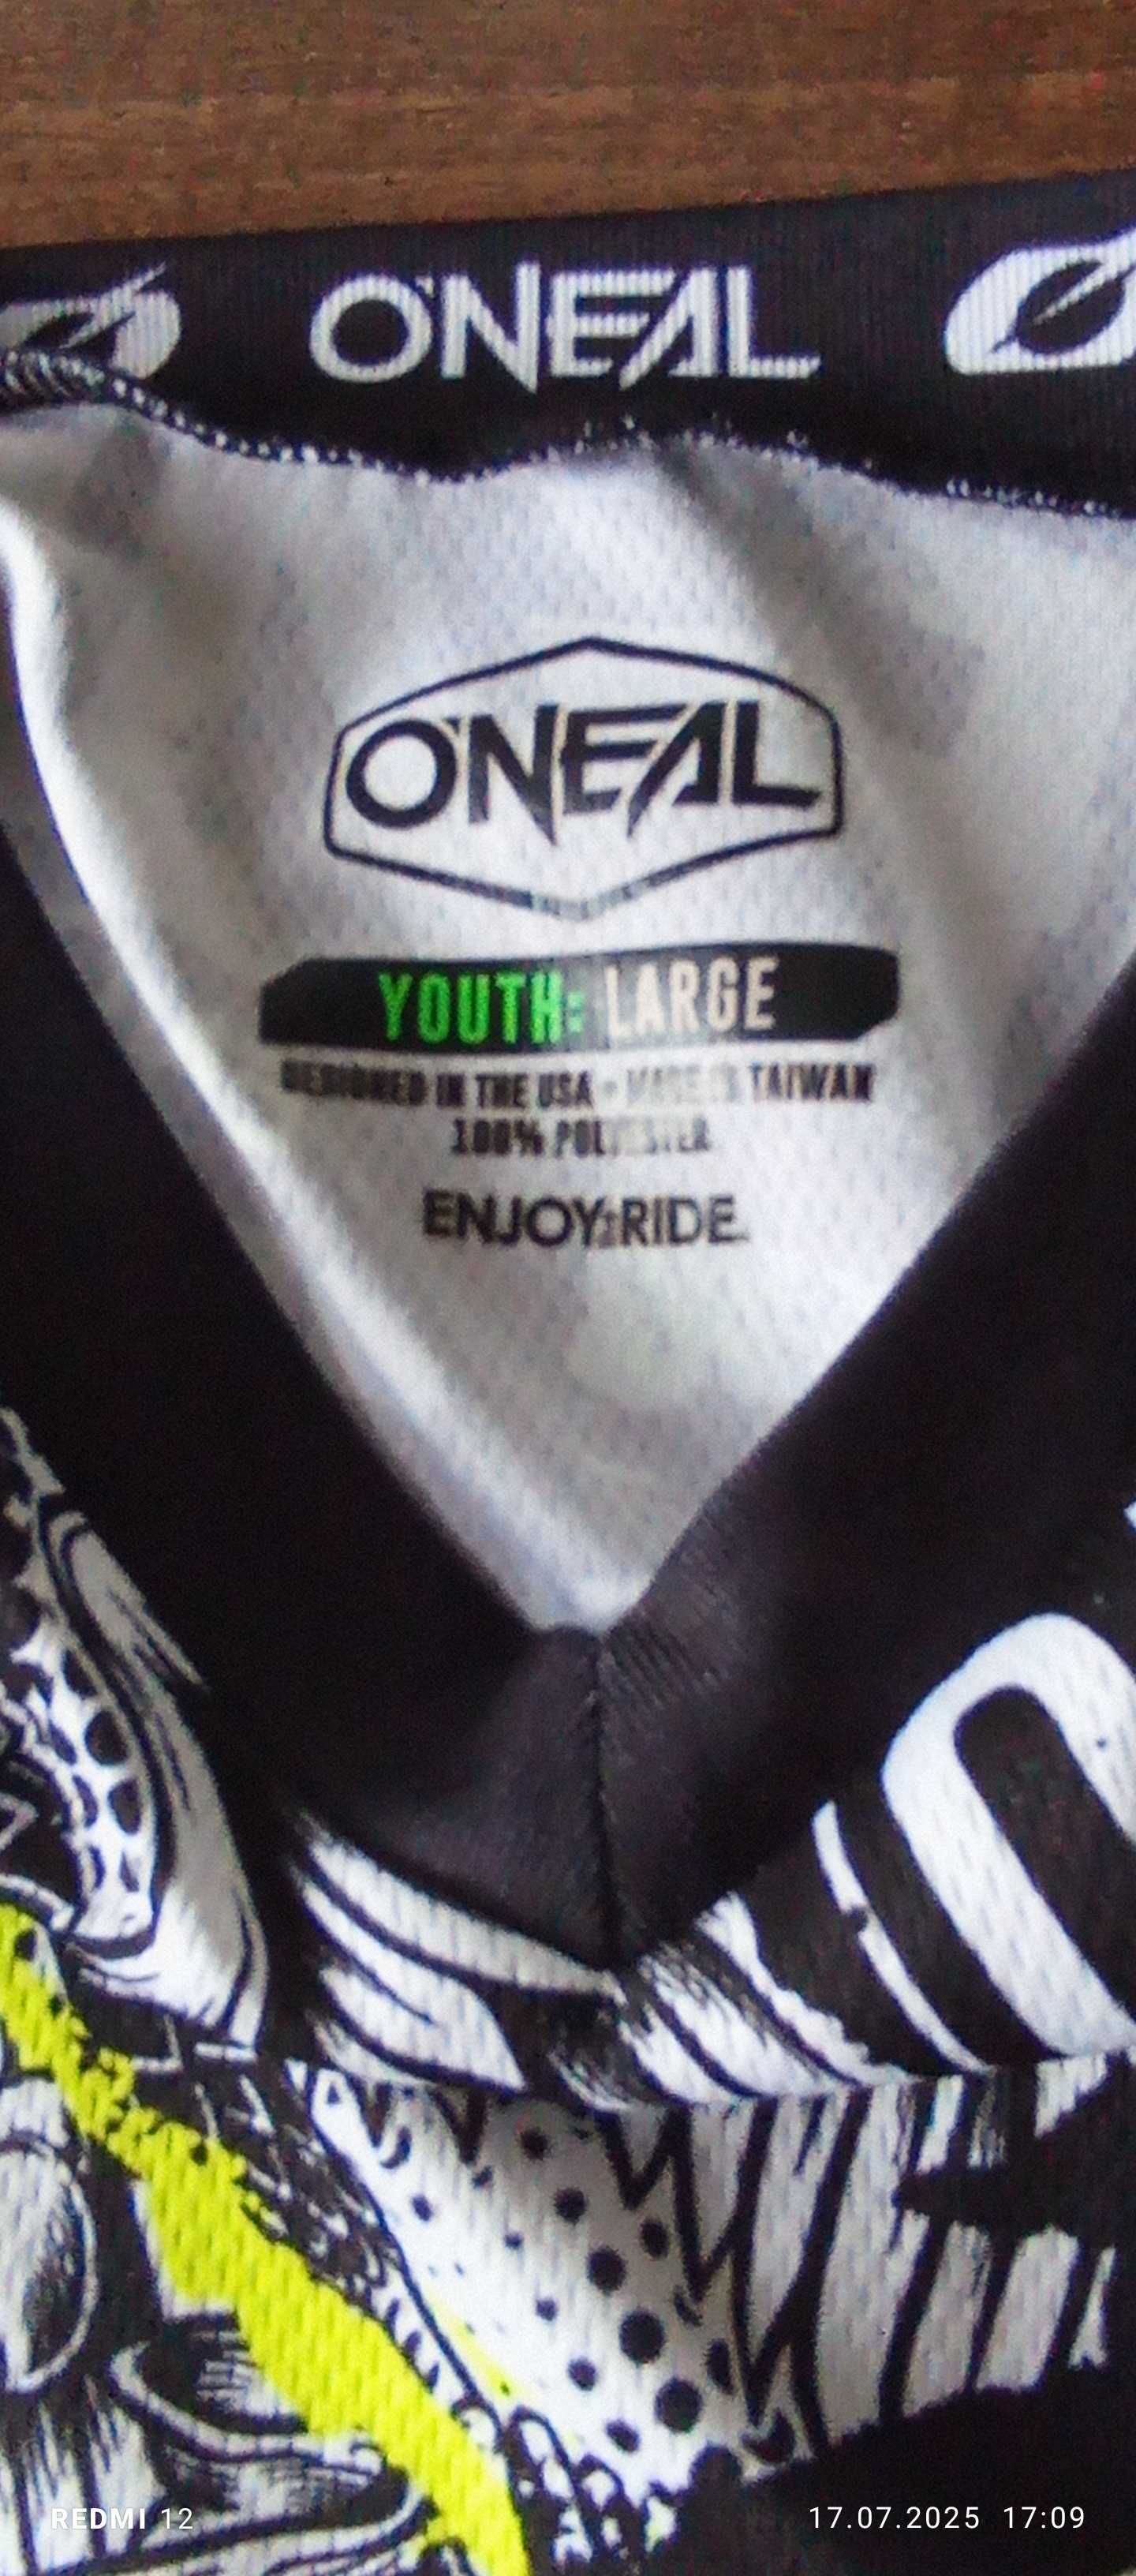 O'NEAL
O'NEAL
YOUTH: LARGE
DESIGNED IN THE USA • MADE IN TAIWAN
100% POLYESTER
ENJOY THE RIDE.
REDMI 12
17.07.2025 17:09